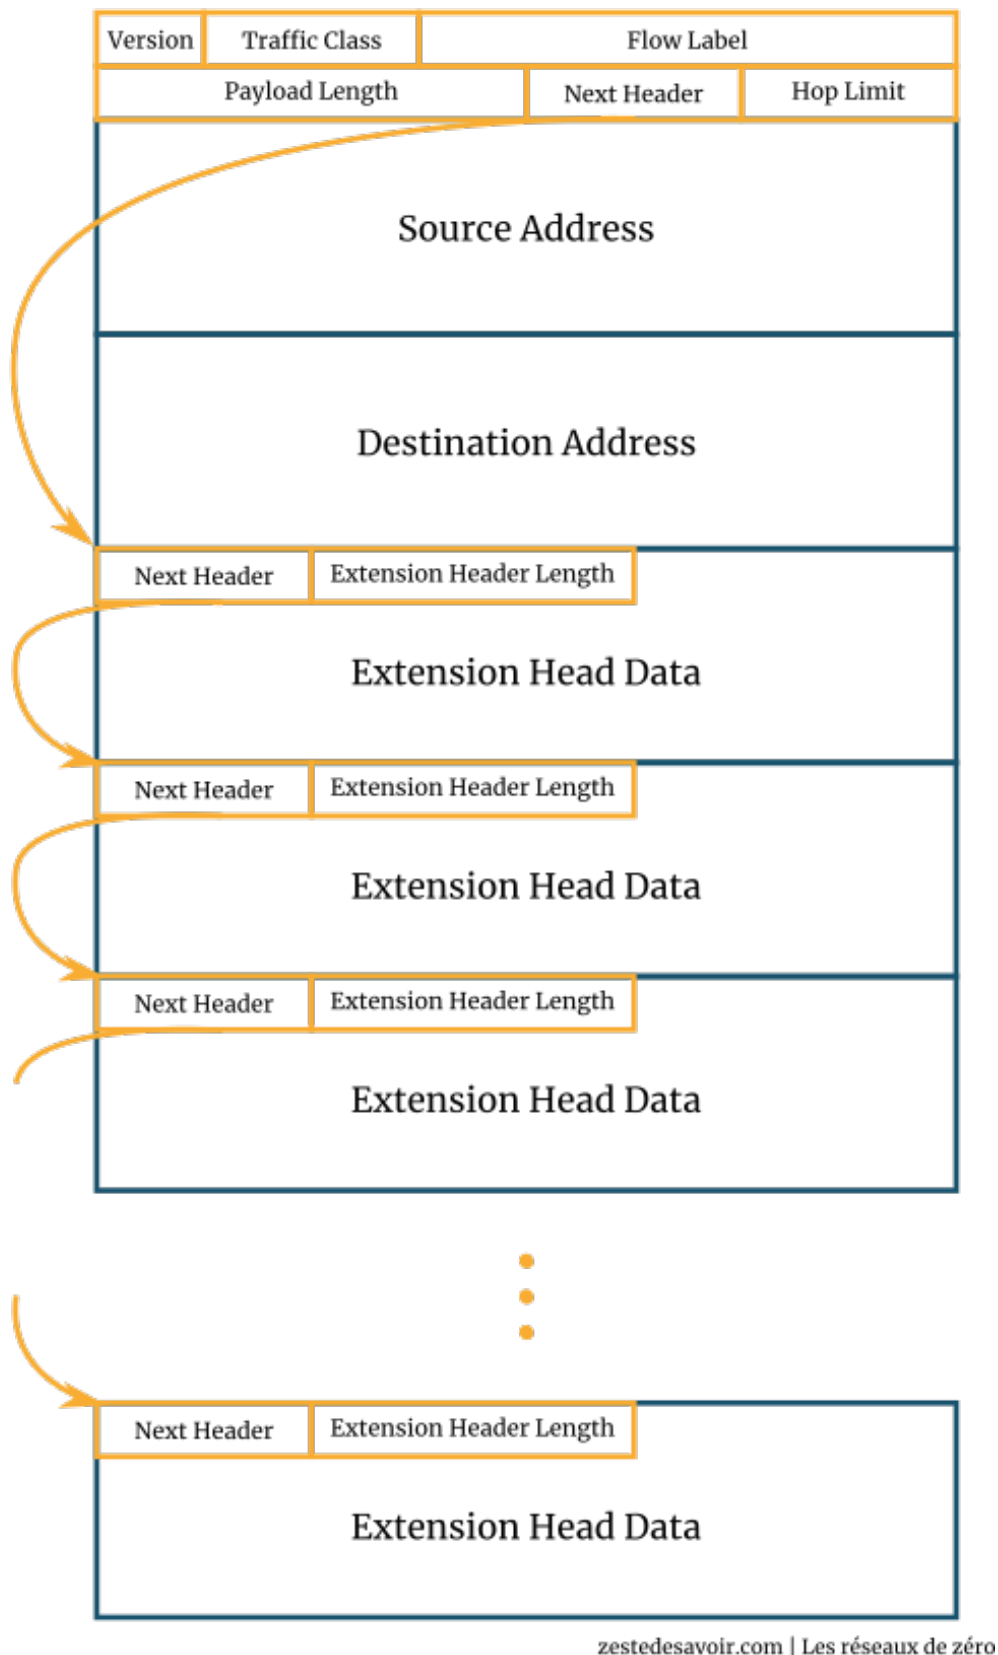 Version Traffic Class Flow Label
Payload Length Next Header Hop Limit
Source Address
Destination Address
Next Header Extension Header Length
Extension Head Data
Next Header Extension Header Length
Extension Head Data
Next Header Extension Header Length
Extension Head Data
Next Header Extension Header Length
Extension Head Data
zestedesavoir.com | Les réseaux de zéro